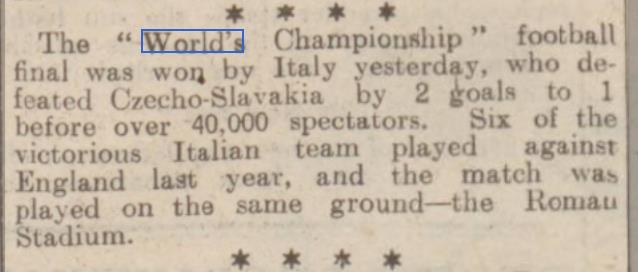 * * * *
The " World's Championship " football
final was won by Italy yesterday, who de-
feated Czecho-Slavakia by 2 goals to 1
before over 40,000 spectators. Six of the
victorious Italian team played against
England last year, and the match was
played on the same ground—the Roman
Stadium.
* * * *